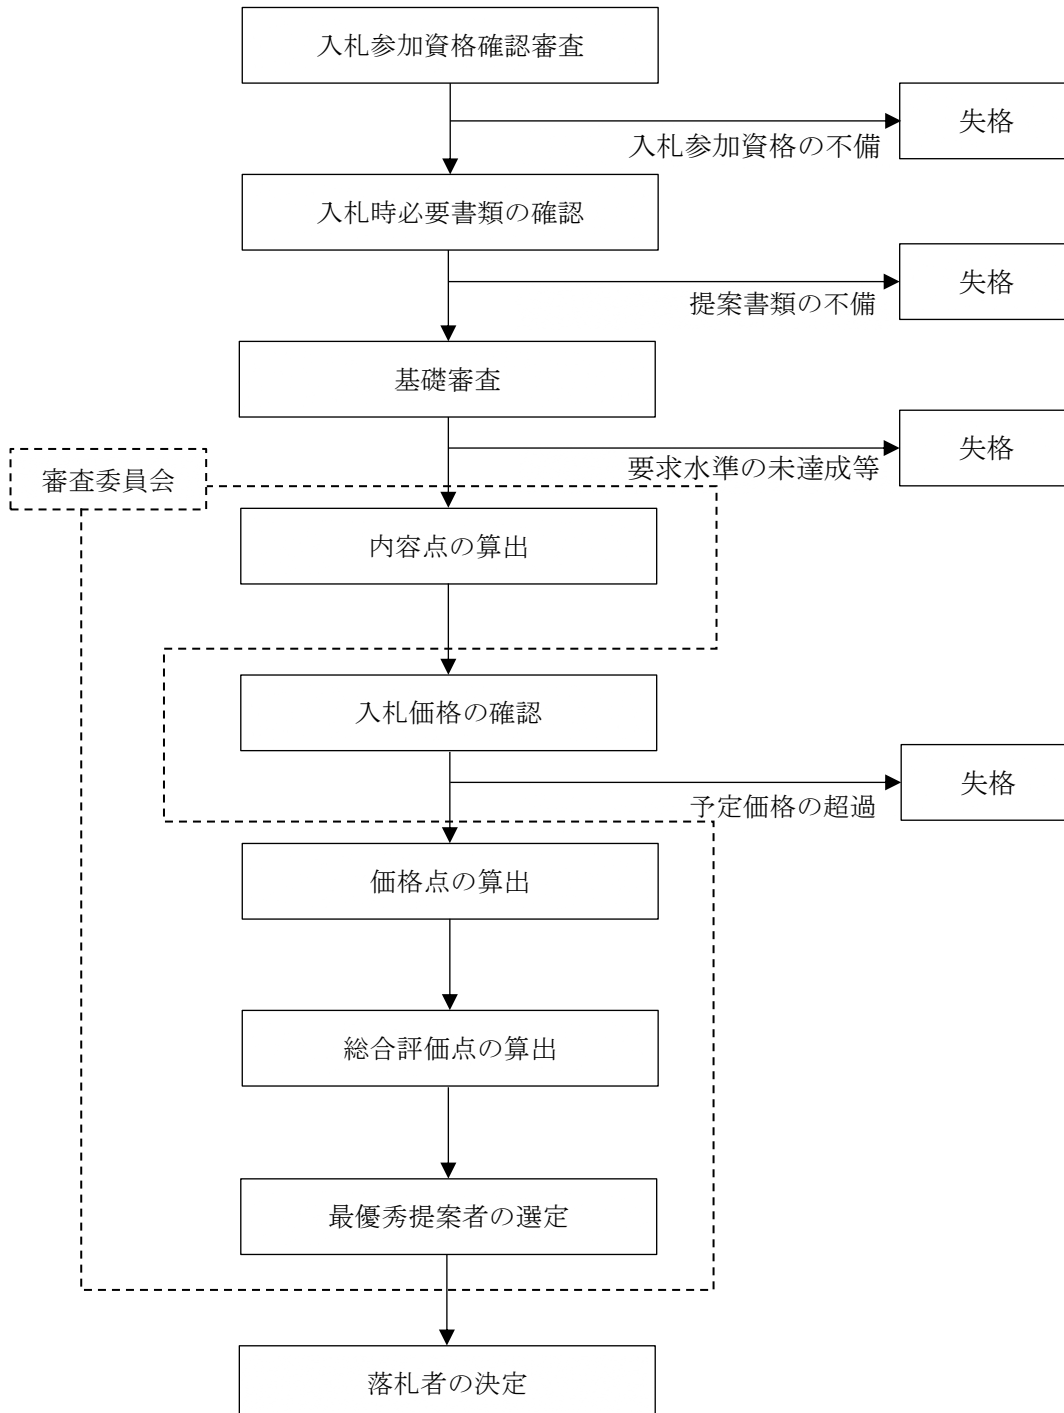 入札参加資格確認審査
失格
入札参加資格の不備
入札時必要書類の確認
失格
提案書類の不備
基礎審査
失格
要求水準の未達成等
審査委員会
内容点の算出
入札価格の確認
失格
予定価格の超過
価格点の算出
総合評価点の算出
最優秀提案者の選定
落札者の決定